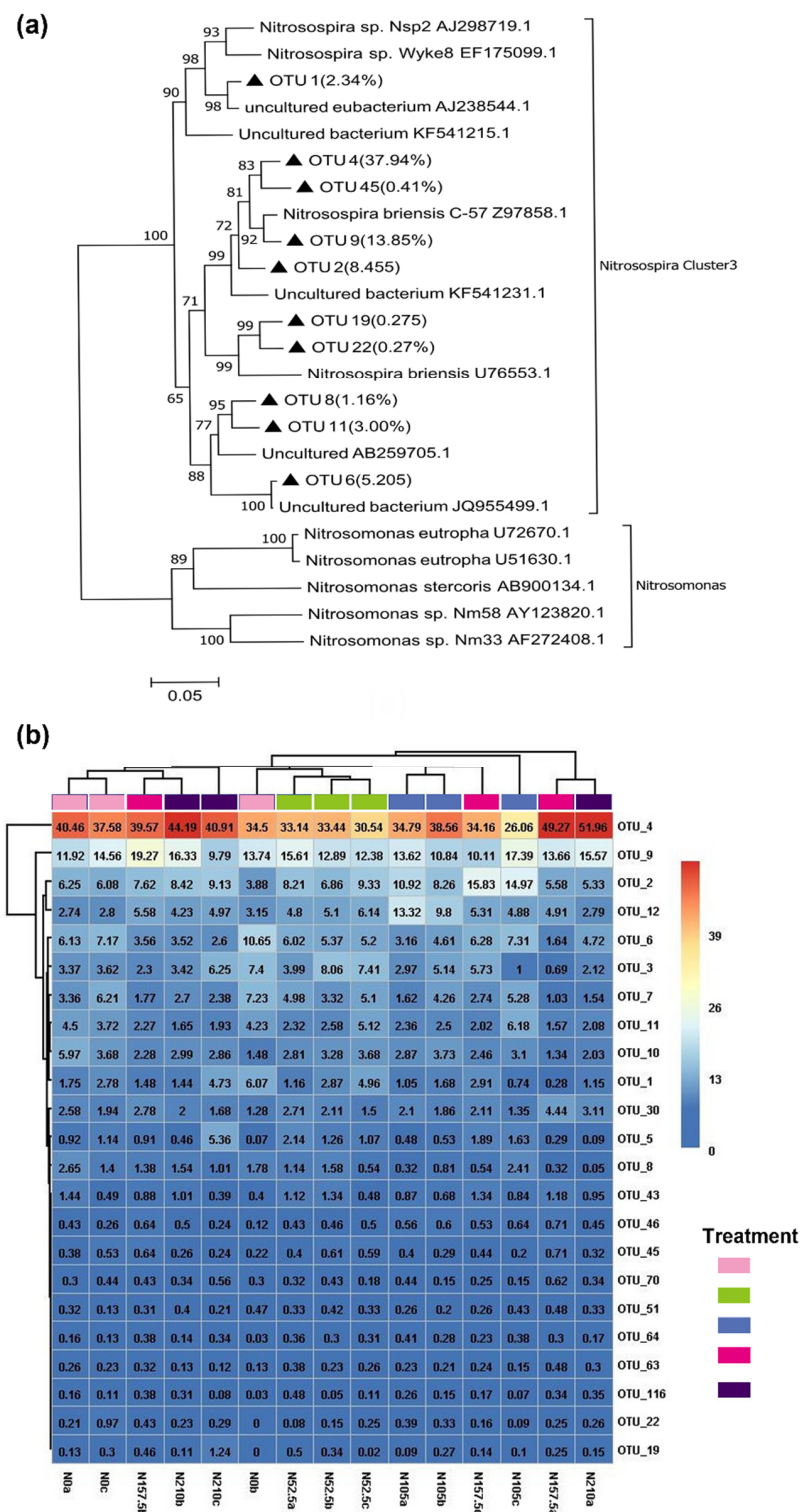 (a)
93
Nitrosospira sp. Nsp2 AJ298719.1
98
Nitrosospira sp. Wyke8 EF175099.1
90
OTU 1(2.34%)
98
uncultured eubacterium AJ238544.1
Uncultured bacterium KF541215.1
83
OTU 4(37.94%)
81
OTU 45(0.41%)
72
Nitrosospira briensis C-57 Z97858.1
100
92
OTU 9(13.85%)
99
OTU 2(8.455)
Nitrosospira Cluster3
71
Uncultured bacterium KF541231.1
99
OTU 19(0.275)
99
OTU 22(0.27%)
Nitrosospira briensis U76553.1
65
95
OTU 8(1.16%)
77
OTU 11(3.00%)
88
Uncultured AB259705.1
OTU 6(5.205)
100
Uncultured bacterium JQ955499.1
Nitrosomonas eutropha U72670.1
100
89
Nitrosomonas eutropha U51630.1
Nitrosomonas stercoris AB900134.1
Nitrosomonas
Nitrosomonas sp. Nm58 AY123820.1
100
Nitrosomonas sp. Nm33 AF272408.1
0.05
(b)
40.46 37.58 39.57 44.19 40.91 34.5 33.14 33.44 30.54 34.79 38.56 34.16 26.06 49.27 51.96 OTU_4
11.92 14.56 19.27 16.33 9.79 13.74 15.61 12.89 12.38 13.62 10.84 10.11 17.39 13.66 15.57 OTU_9
6.25 6.08 7.62 8.42 9.13 3.88 8.21 6.86 9.33 10.92 8.26 15.83 14.97 5.58 5.33 OTU_2
2.74 2.8 5.58 4.23 4.97 3.15 4.8 5.1 6.14 13.32 9.8 5.31 4.88 4.91 2.79 OTU_12
6.13 7.17 3.56 3.52 2.6 10.65 6.02 5.37 5.2 3.16 4.61 6.28 7.31 1.64 4.72 OTU_6
3.37 3.62 2.3 3.42 6.25 7.4 3.99 8.06 7.41 2.97 5.14 5.73 1 0.69 2.12 OTU_3
3.36 6.21 1.77 2.7 2.38 7.23 4.98 3.32 5.1 1.62 4.26 2.74 5.28 1.03 1.54 OTU_7
4.5 3.72 2.27 1.65 1.93 4.23 2.32 2.58 5.12 2.36 2.5 2.02 6.18 1.57 2.08 OTU_11
5.97 3.68 2.28 2.99 2.86 1.48 2.81 3.28 3.68 2.87 3.73 2.46 3.1 1.34 2.03 OTU_10
1.75 2.78 1.48 1.44 4.73 6.07 1.16 2.87 4.96 1.05 1.68 2.91 0.74 0.28 1.15 OTU_1
2.58 1.94 2.78 2 1.68 1.28 2.71 2.11 1.5 2.1 1.86 2.11 1.35 4.44 3.11 OTU_30
0.92 1.14 0.91 0.46 5.36 0.07 2.14 1.26 1.07 0.48 0.53 1.89 1.63 0.29 0.09 OTU_5
2.65 1.4 1.38 1.54 1.01 1.78 1.14 1.58 0.54 0.32 0.81 0.54 2.41 0.32 0.05 OTU_8
1.44 0.49 0.88 1.01 0.39 0.4 1.12 1.34 0.48 0.87 0.68 1.34 0.84 1.18 0.95 OTU_43
0.43 0.26 0.64 0.5 0.24 0.12 0.43 0.46 0.5 0.56 0.6 0.53 0.64 0.71 0.45 OTU_46
0.38 0.53 0.64 0.26 0.24 0.22 0.4 0.61 0.59 0.4 0.29 0.44 0.2 0.71 0.32 OTU_45
0.3 0.44 0.43 0.34 0.56 0.3 0.32 0.43 0.18 0.44 0.15 0.25 0.15 0.62 0.34 OTU_70
0.32 0.13 0.31 0.4 0.21 0.47 0.33 0.42 0.33 0.26 0.2 0.26 0.43 0.48 0.33 OTU_51
0.16 0.13 0.38 0.14 0.34 0.03 0.36 0.3 0.31 0.41 0.28 0.23 0.38 0.3 0.17 OTU_64
0.26 0.23 0.32 0.13 0.12 0.13 0.38 0.23 0.26 0.23 0.21 0.24 0.15 0.48 0.3 OTU_63
0.16 0.11 0.38 0.31 0.08 0.03 0.48 0.05 0.11 0.26 0.15 0.17 0.07 0.34 0.35 OTU_116
0.21 0.97 0.43 0.23 0.29 0 0.08 0.15 0.25 0.39 0.33 0.16 0.09 0.25 0.26 OTU_22
0.13 0.3 0.46 0.11 1.24 0 0.5 0.34 0.02 0.09 0.27 0.14 0.1 0.25 0.15 OTU_19
N0a N0c N210b N210c N0b N52.5a N52.5b N52.5c N105a N105b N105c N157.5a N210a
39
26
13
0
Treatment